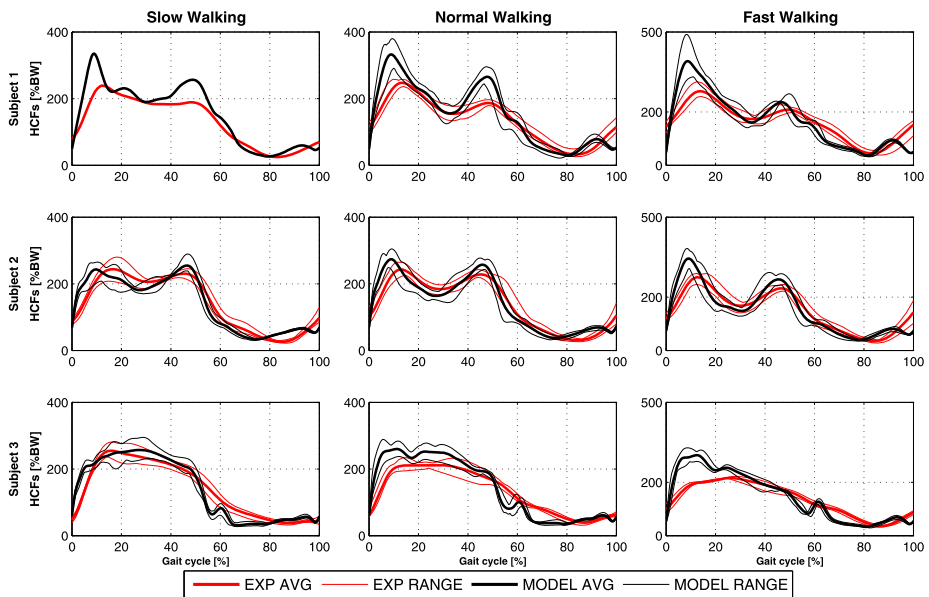 Slow Walking Normal Walking Fast Walking
Subject 1
HCFs [%BW]
400
200
0
0 20 40 60 80 100
400
200
0
0 20 40 60 80 100
500
200
0
0 20 40 60 80 100
Subject 2
HCFs [%BW]
400
200
0
0 20 40 60 80 100
400
200
0
0 20 40 60 80 100
500
200
0
0 20 40 60 80 100
Subject 3
HCFs [%BW]
400
200
0
0 20 40 60 80 100
Gait cycle [%]
400
200
0
0 20 40 60 80 100
Gait cycle [%]
500
200
0
0 20 40 60 80 100
Gait cycle [%]
EXP AVG EXP RANGE MODEL AVG MODEL RANGE